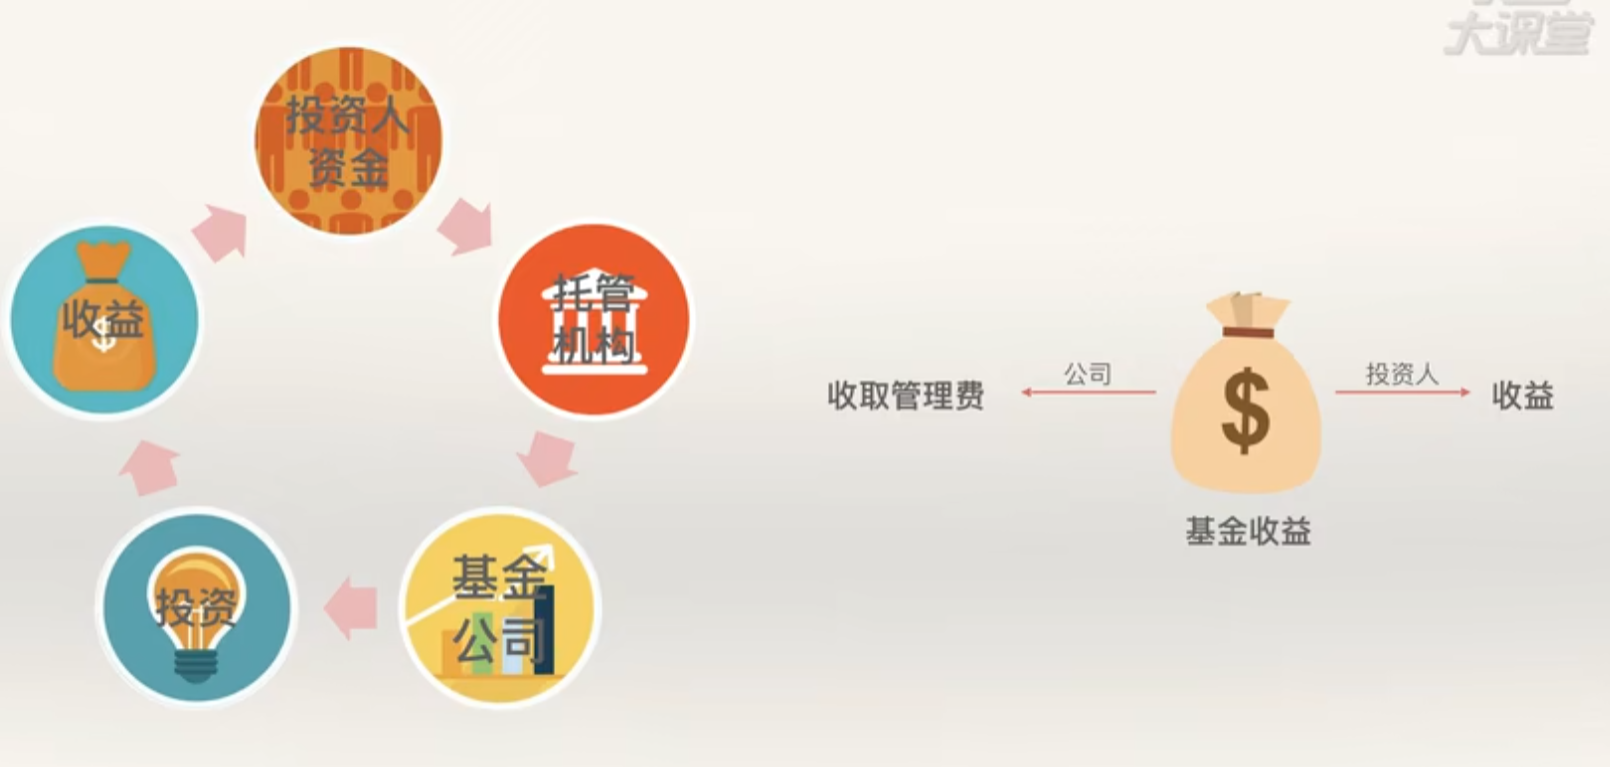 大课堂
投资人
资金
收益
$
托管
机构
投资
基金
公司
收取管理费
公司
$
投资人
收益
基金收益